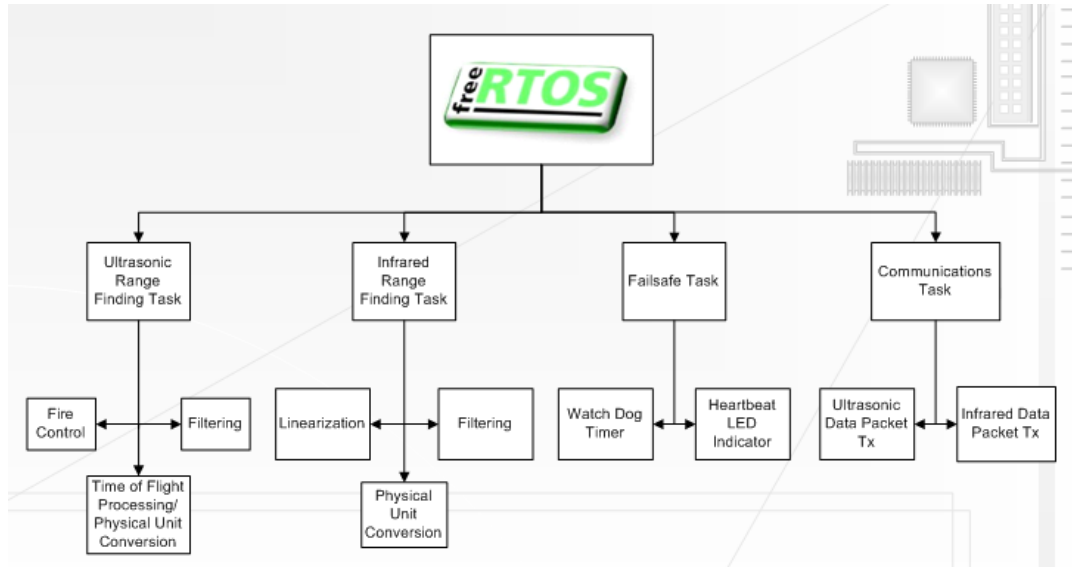 free
RTOS
Ultrasonic
Range
Finding Task
Infrared
Range
Finding Task
Failsafe Task
Communications
Task
Fire
Control
Filtering
Linearization
Filtering
Watch Dog
Timer
Heartbeat
LED
Indicator
Ultrasonic
Data Packet
Tx
Infrared Data
Packet Tx
Time of Flight
Processing/
Physical Unit
Conversion
Physical
Unit
Conversion